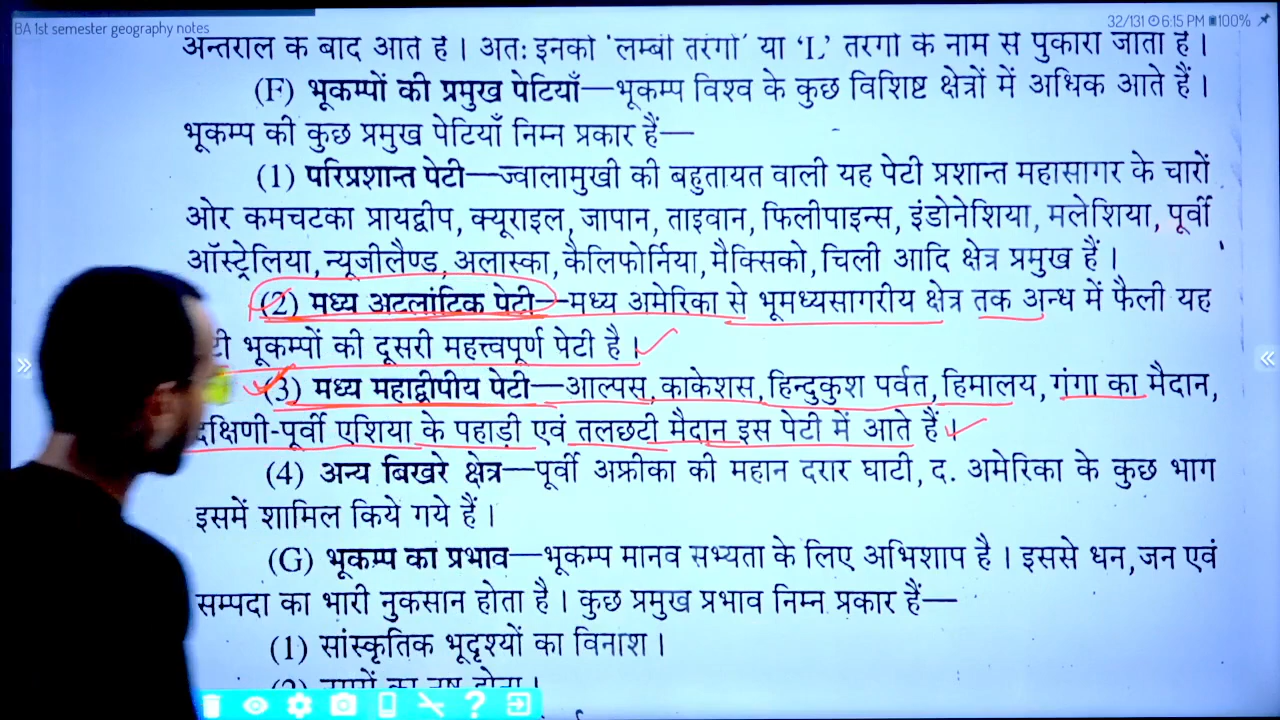 BA 1st semester geography notes
32/131 6:15 PM 100%
अन्तराल के बाद आते हैं। अतः इनको 'लम्बी तरंगों' या 'L' तरंगों के नाम से पुकारा जाता है।
(F) भूकम्पों की प्रमुख पेटियाँ—भूकम्प विश्व के कुछ विशिष्ट क्षेत्रों में अधिक आते हैं।
भूकम्प की कुछ प्रमुख पेटियाँ निम्न प्रकार हैं—
(1) परिप्रशान्त पेटी—ज्वालामुखी की बहुतायत वाली यह पेटी प्रशान्त महासागर के चारों
ओर कमचटका प्रायद्वीप, क्यूराइल, जापान, ताइवान, फिलीपाइन्स, इंडोनेशिया, मलेशिया, पूर्वी
ऑस्ट्रेलिया, न्यूजीलैण्ड, अलास्का, कैलिफोर्निया, मैक्सिको, चिली आदि क्षेत्र प्रमुख हैं।
(2) मध्य अटलांटिक पेटी—मध्य अमेरिका से भूमध्यसागरीय क्षेत्र तक अन्ध में फैली यह
भूकम्पों की दूसरी महत्त्वपूर्ण पेटी है।
(3) मध्य महाद्वीपीय पेटी—आल्पस, काकेशस, हिन्दुकुश पर्वत, हिमालय, गंगा का मैदान,
दक्षिणी-पूर्वी एशिया के पहाड़ी एवं तलछटी मैदान इस पेटी में आते हैं।
(4) अन्य बिखरे क्षेत्र—पूर्वी अफ्रीका की महान दरार घाटी, द. अमेरिका के कुछ भाग
इसमें शामिल किये गये हैं।
(G) भूकम्प का प्रभाव—भूकम्प मानव सभ्यता के लिए अभिशाप है। इससे धन, जन एवं
सम्पदा का भारी नुकसान होता है। कुछ प्रमुख प्रभाव निम्न प्रकार हैं—
(1) सांस्कृतिक भूदृश्यों का विनाश।